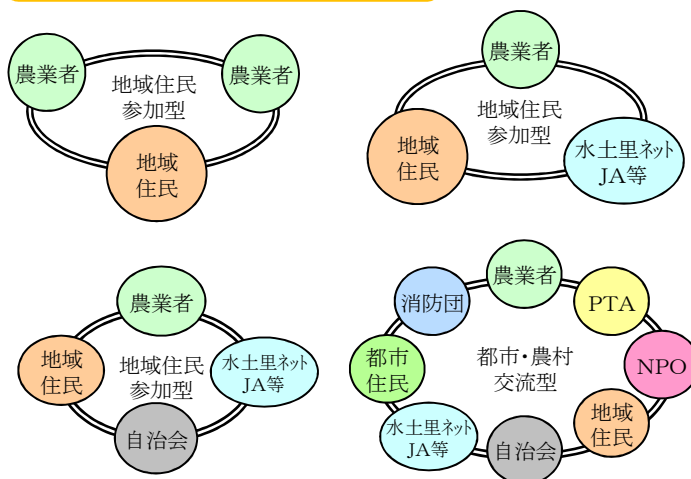 農業者
農業者
地域住民
参加型
地域
住民
農業者
地域住民
参加型
地域
住民
水土里ネット
JA等
農業者
地域
住民
地域住民
参加型
水土里ネット
JA等
自治会
農業者
消防団
PTA
都市
住民
都市・農村
交流型
NPO
地域
住民
水土里ネット
JA等
自治会